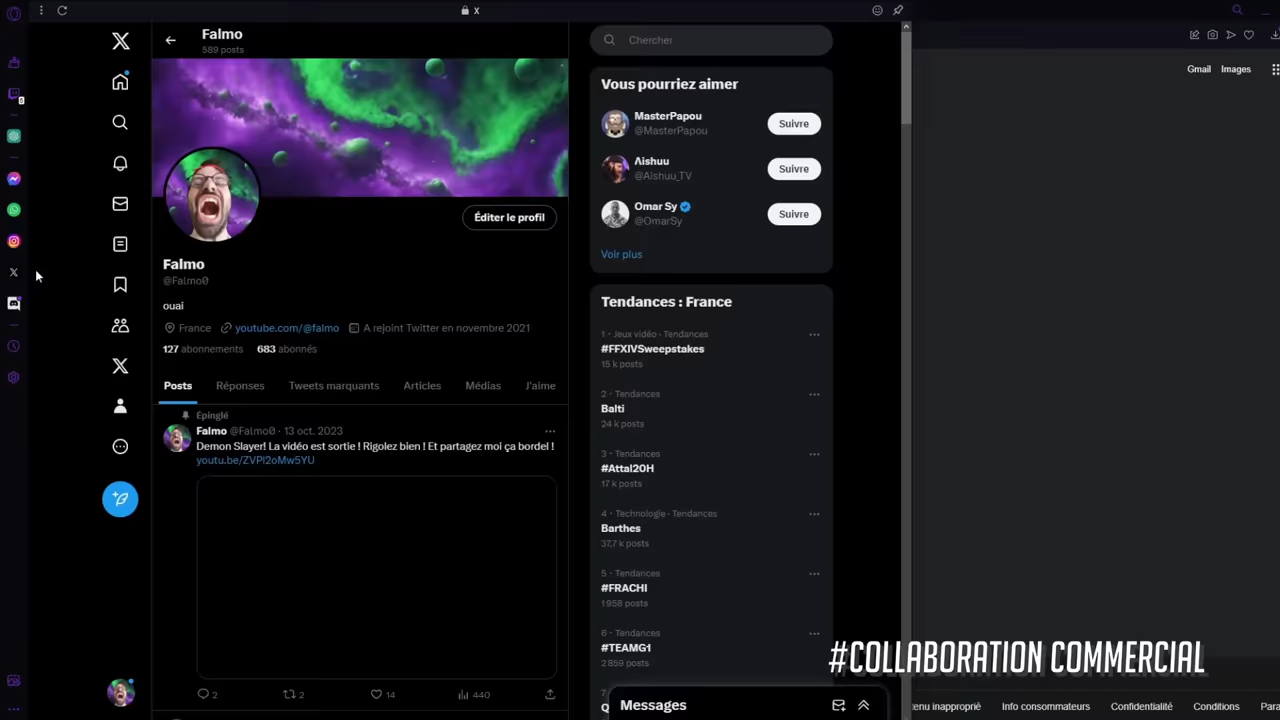 X
Falmo
589 posts
Éditer le profil
Falmo
@Falmo0
ouai
France youtube.com/@falmo A rejoint Twitter en novembre 2021
127 abonnements 683 abonnés
Posts Réponses Tweets marquants Articles Médias J'aime
Épinglé
Falmo @Falmo0 · 13 oct. 2023
Demon Slayer! La vidéo est sortie ! Rigolez bien ! Et partagez moi ça bordel !
youtu.be/ZVPl2oMw5YU
2 2 14 440
Chercher
Vous pourriez aimer
MasterPapou
@MasterPapou
Suivre
Aishuu
@Aishuu_TV
Suivre
Omar Sy
@OmarSy
Suivre
Voir plus
Tendances : France
1 · Jeux vidéo · Tendances
#FFXIVSweepstakes
15 k posts
2 · Tendances
Balti
24 k posts
3 · Tendances
#Attal20H
17 k posts
4 · Technologie · Tendances
Barthes
37,7 k posts
5 · Tendances
#FRACHI
1 958 posts
6 · Tendances
#TEAMG1
2 859 posts
7
Messages
Gmail Images
#COLLABORATION COMMERCIAL
tenu inapproprié Info consommateurs Confidentialité Conditions Para